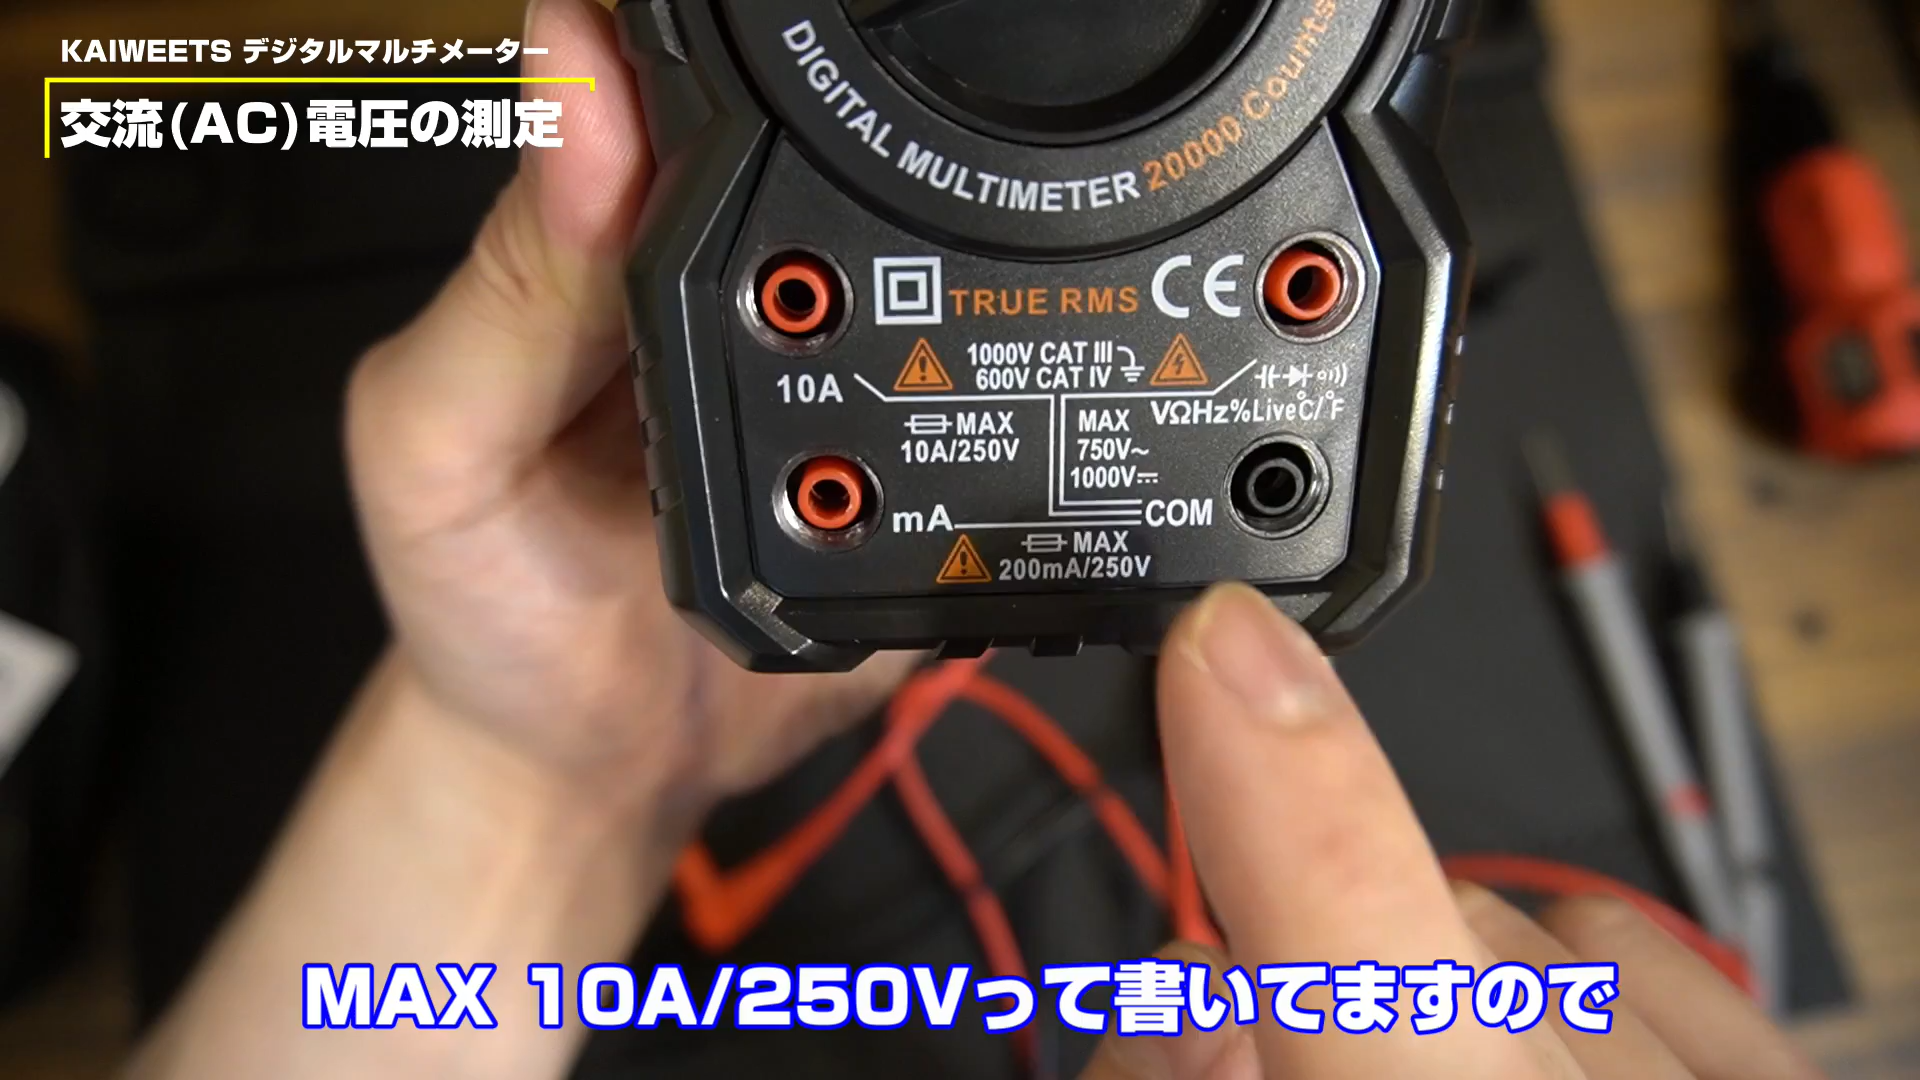 KAIWEETS デジタルマルチメーター
交流(AC)電圧の測定
DIGITAL MULTIMETER 20000 Counts
TRUE RMS CE
1000V CAT III
600V CAT IV
10A
MAX
10A/250V
MAX
750V~
1000V⎓
VΩHz%Live℃/℉
mA
COM
MAX
200mA/250V
MAX 10A/250Vって書いてますので